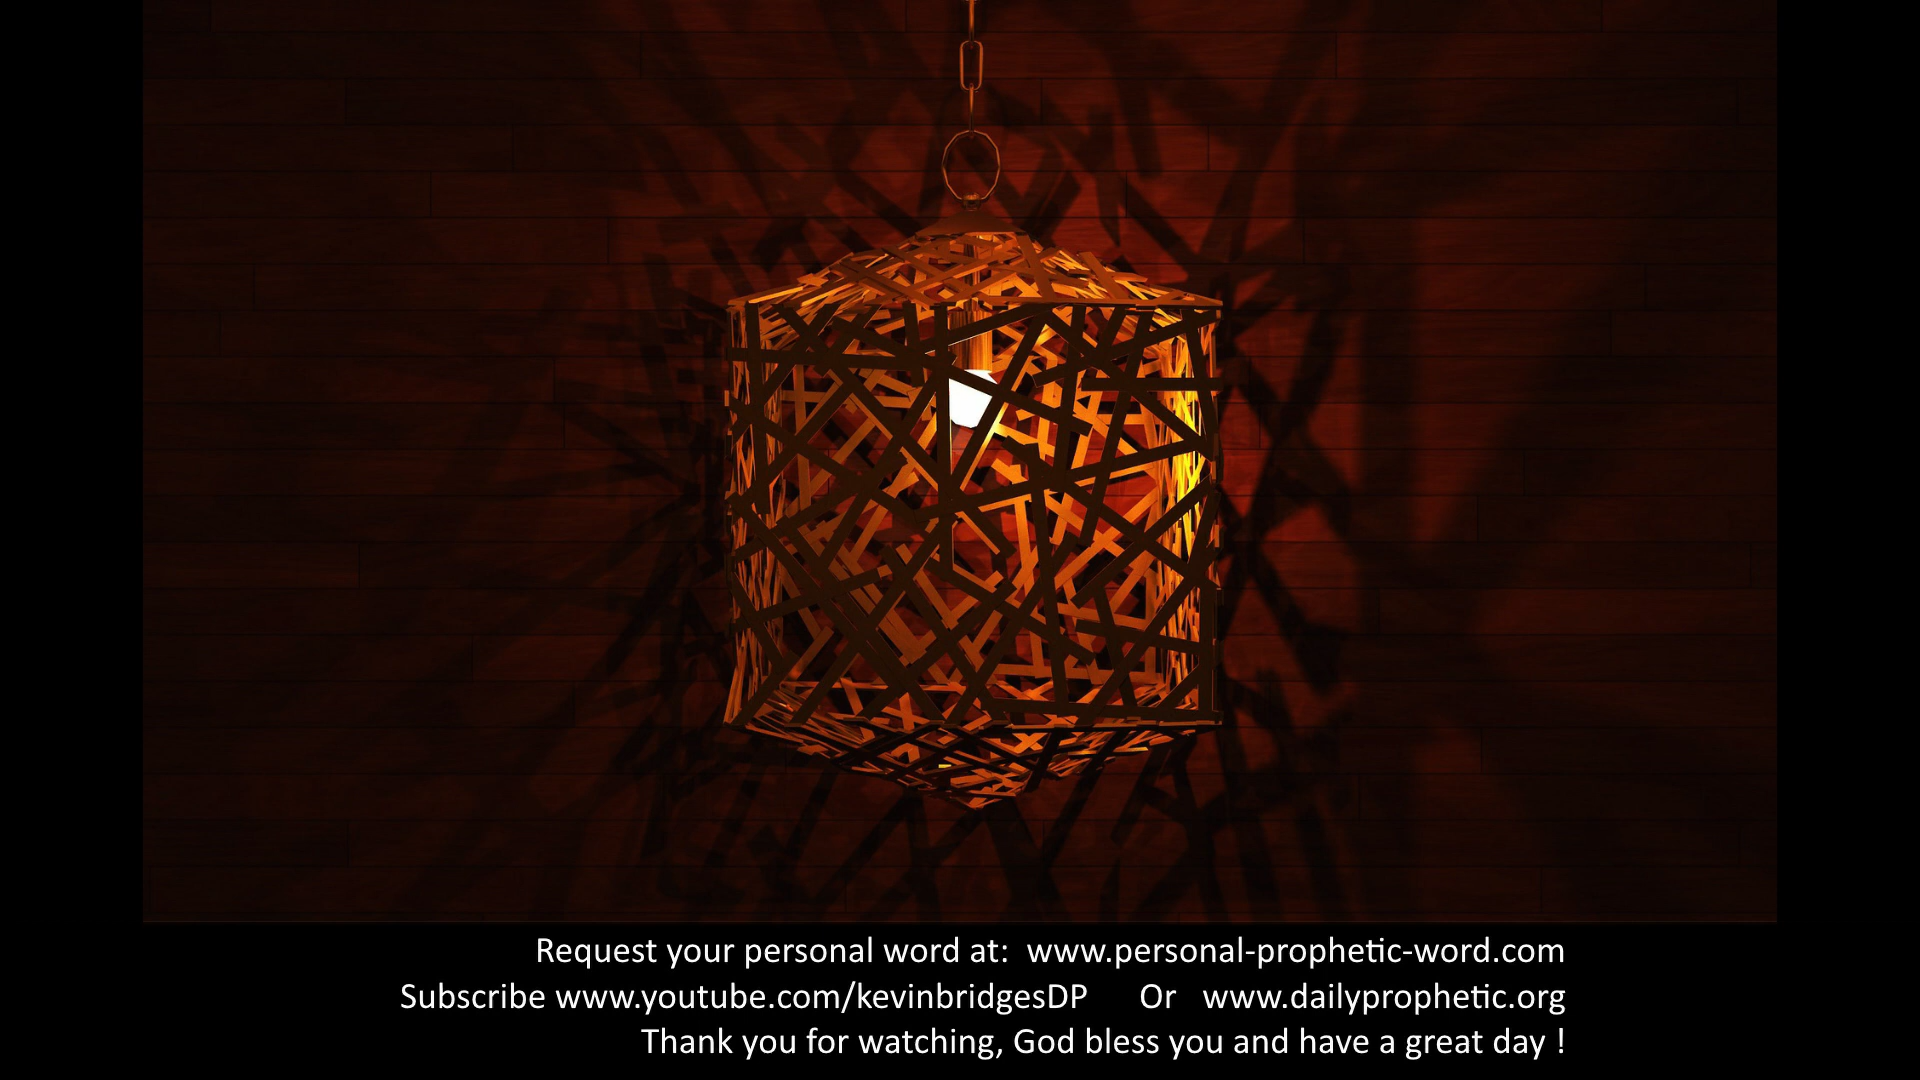 Request your personal word at:  www.personal-prophetic-word.com
Subscribe www.youtube.com/kevinbridgesDP      Or   www.dailyprophetic.org
Thank you for watching, God bless you and have a great day !